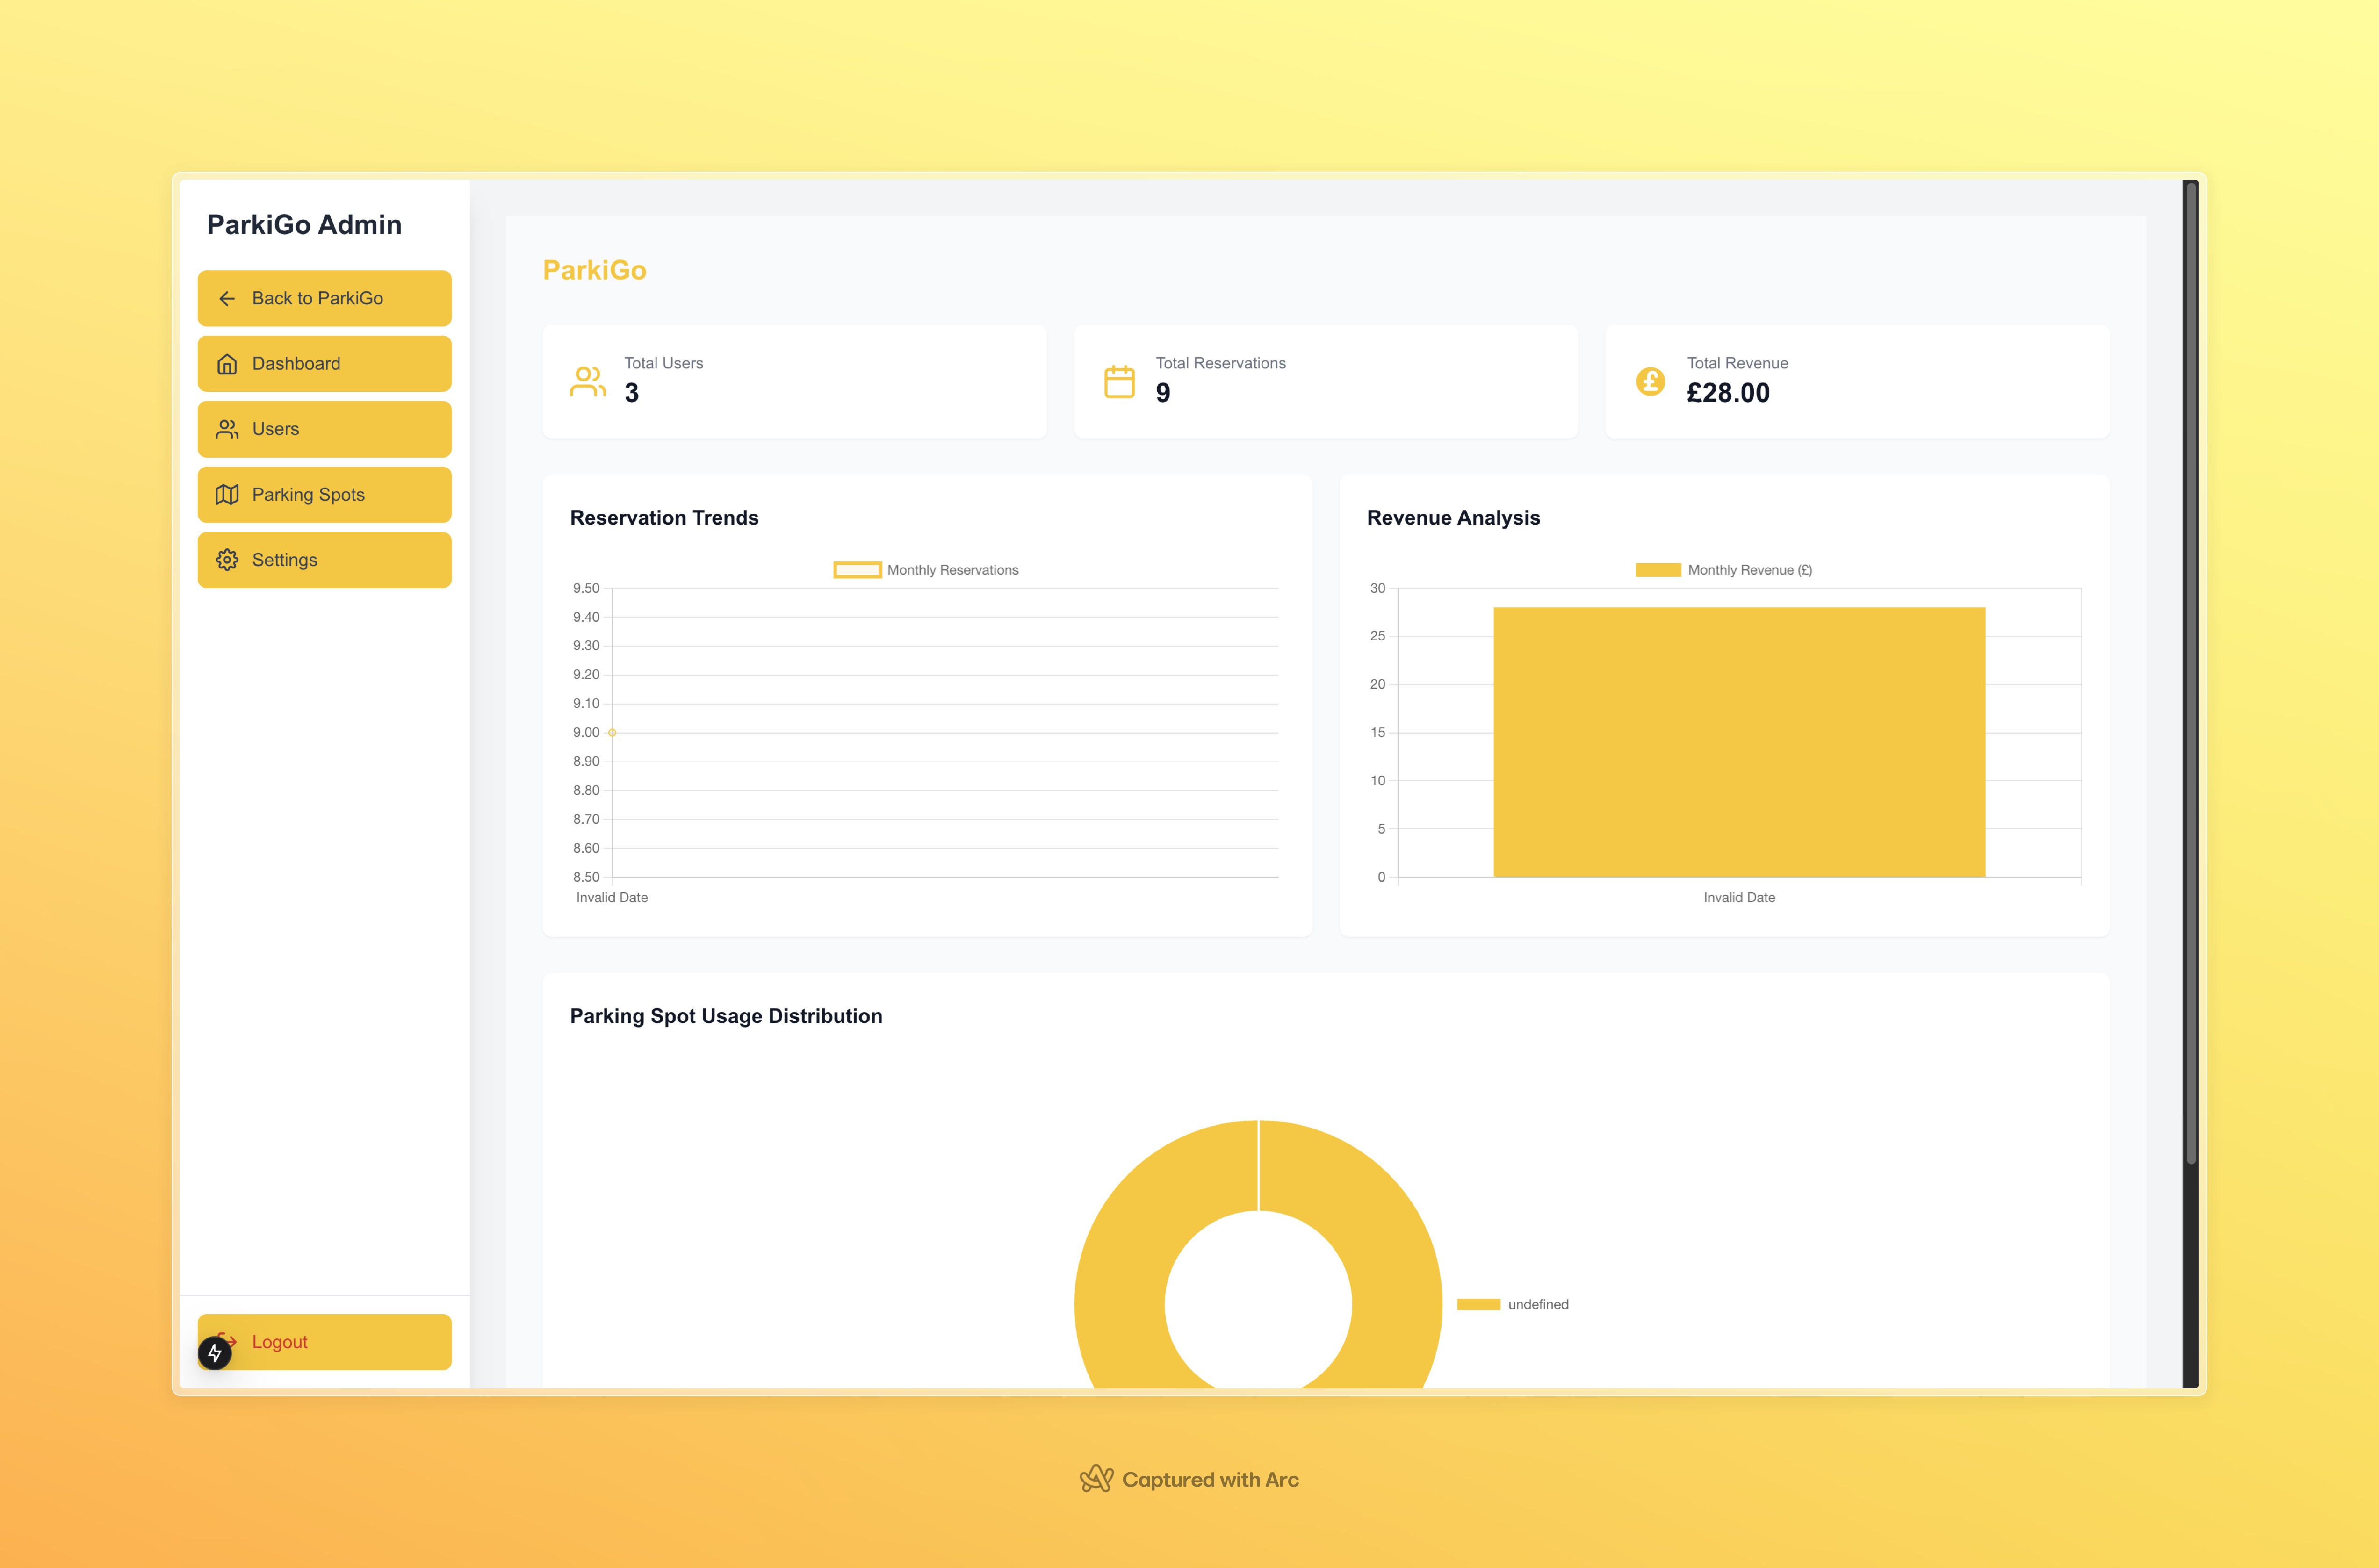 ParkiGo Admin
Back to ParkiGo
Dashboard
Users
Parking Spots
Settings
Logout
ParkiGo
Total Users
3
Total Reservations
9
Total Revenue
£28.00
Reservation Trends
Monthly Reservations
9.50
9.40
9.30
9.20
9.10
9.00
8.90
8.80
8.70
8.60
8.50
Invalid Date
Revenue Analysis
Monthly Revenue (£)
30
25
20
15
10
5
0
Invalid Date
Parking Spot Usage Distribution
undefined
Captured with Arc